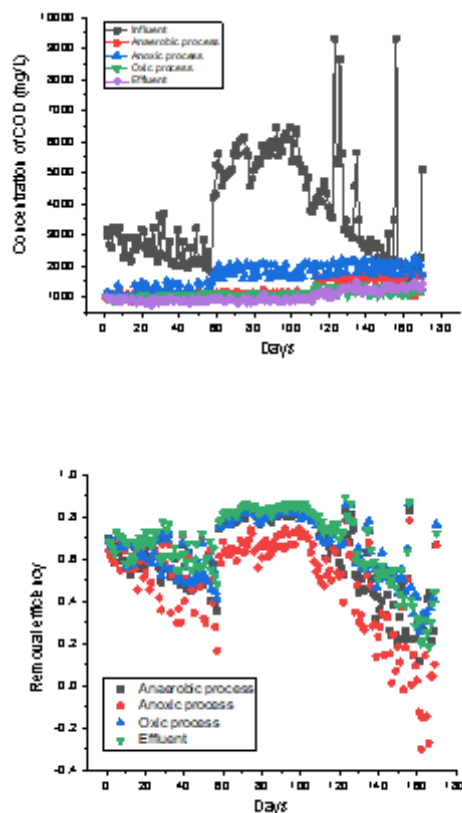 10000
9000
8000
7000
6000
5000
4000
3000
2000
1000
Concentration of COD (mg/L)
Influent
Anaerobic process
Anoxic process
Oxic process
Effluent
0 20 40 60 80 100 120 140 160 180
Days
1.0
0.8
0.6
0.4
0.2
0.0
-0.2
-0.4
Remoual efficiency
Anaerobic process
Anoxic process
Oxic process
Effluent
0 20 40 60 80 100 120 140 160 180
Days